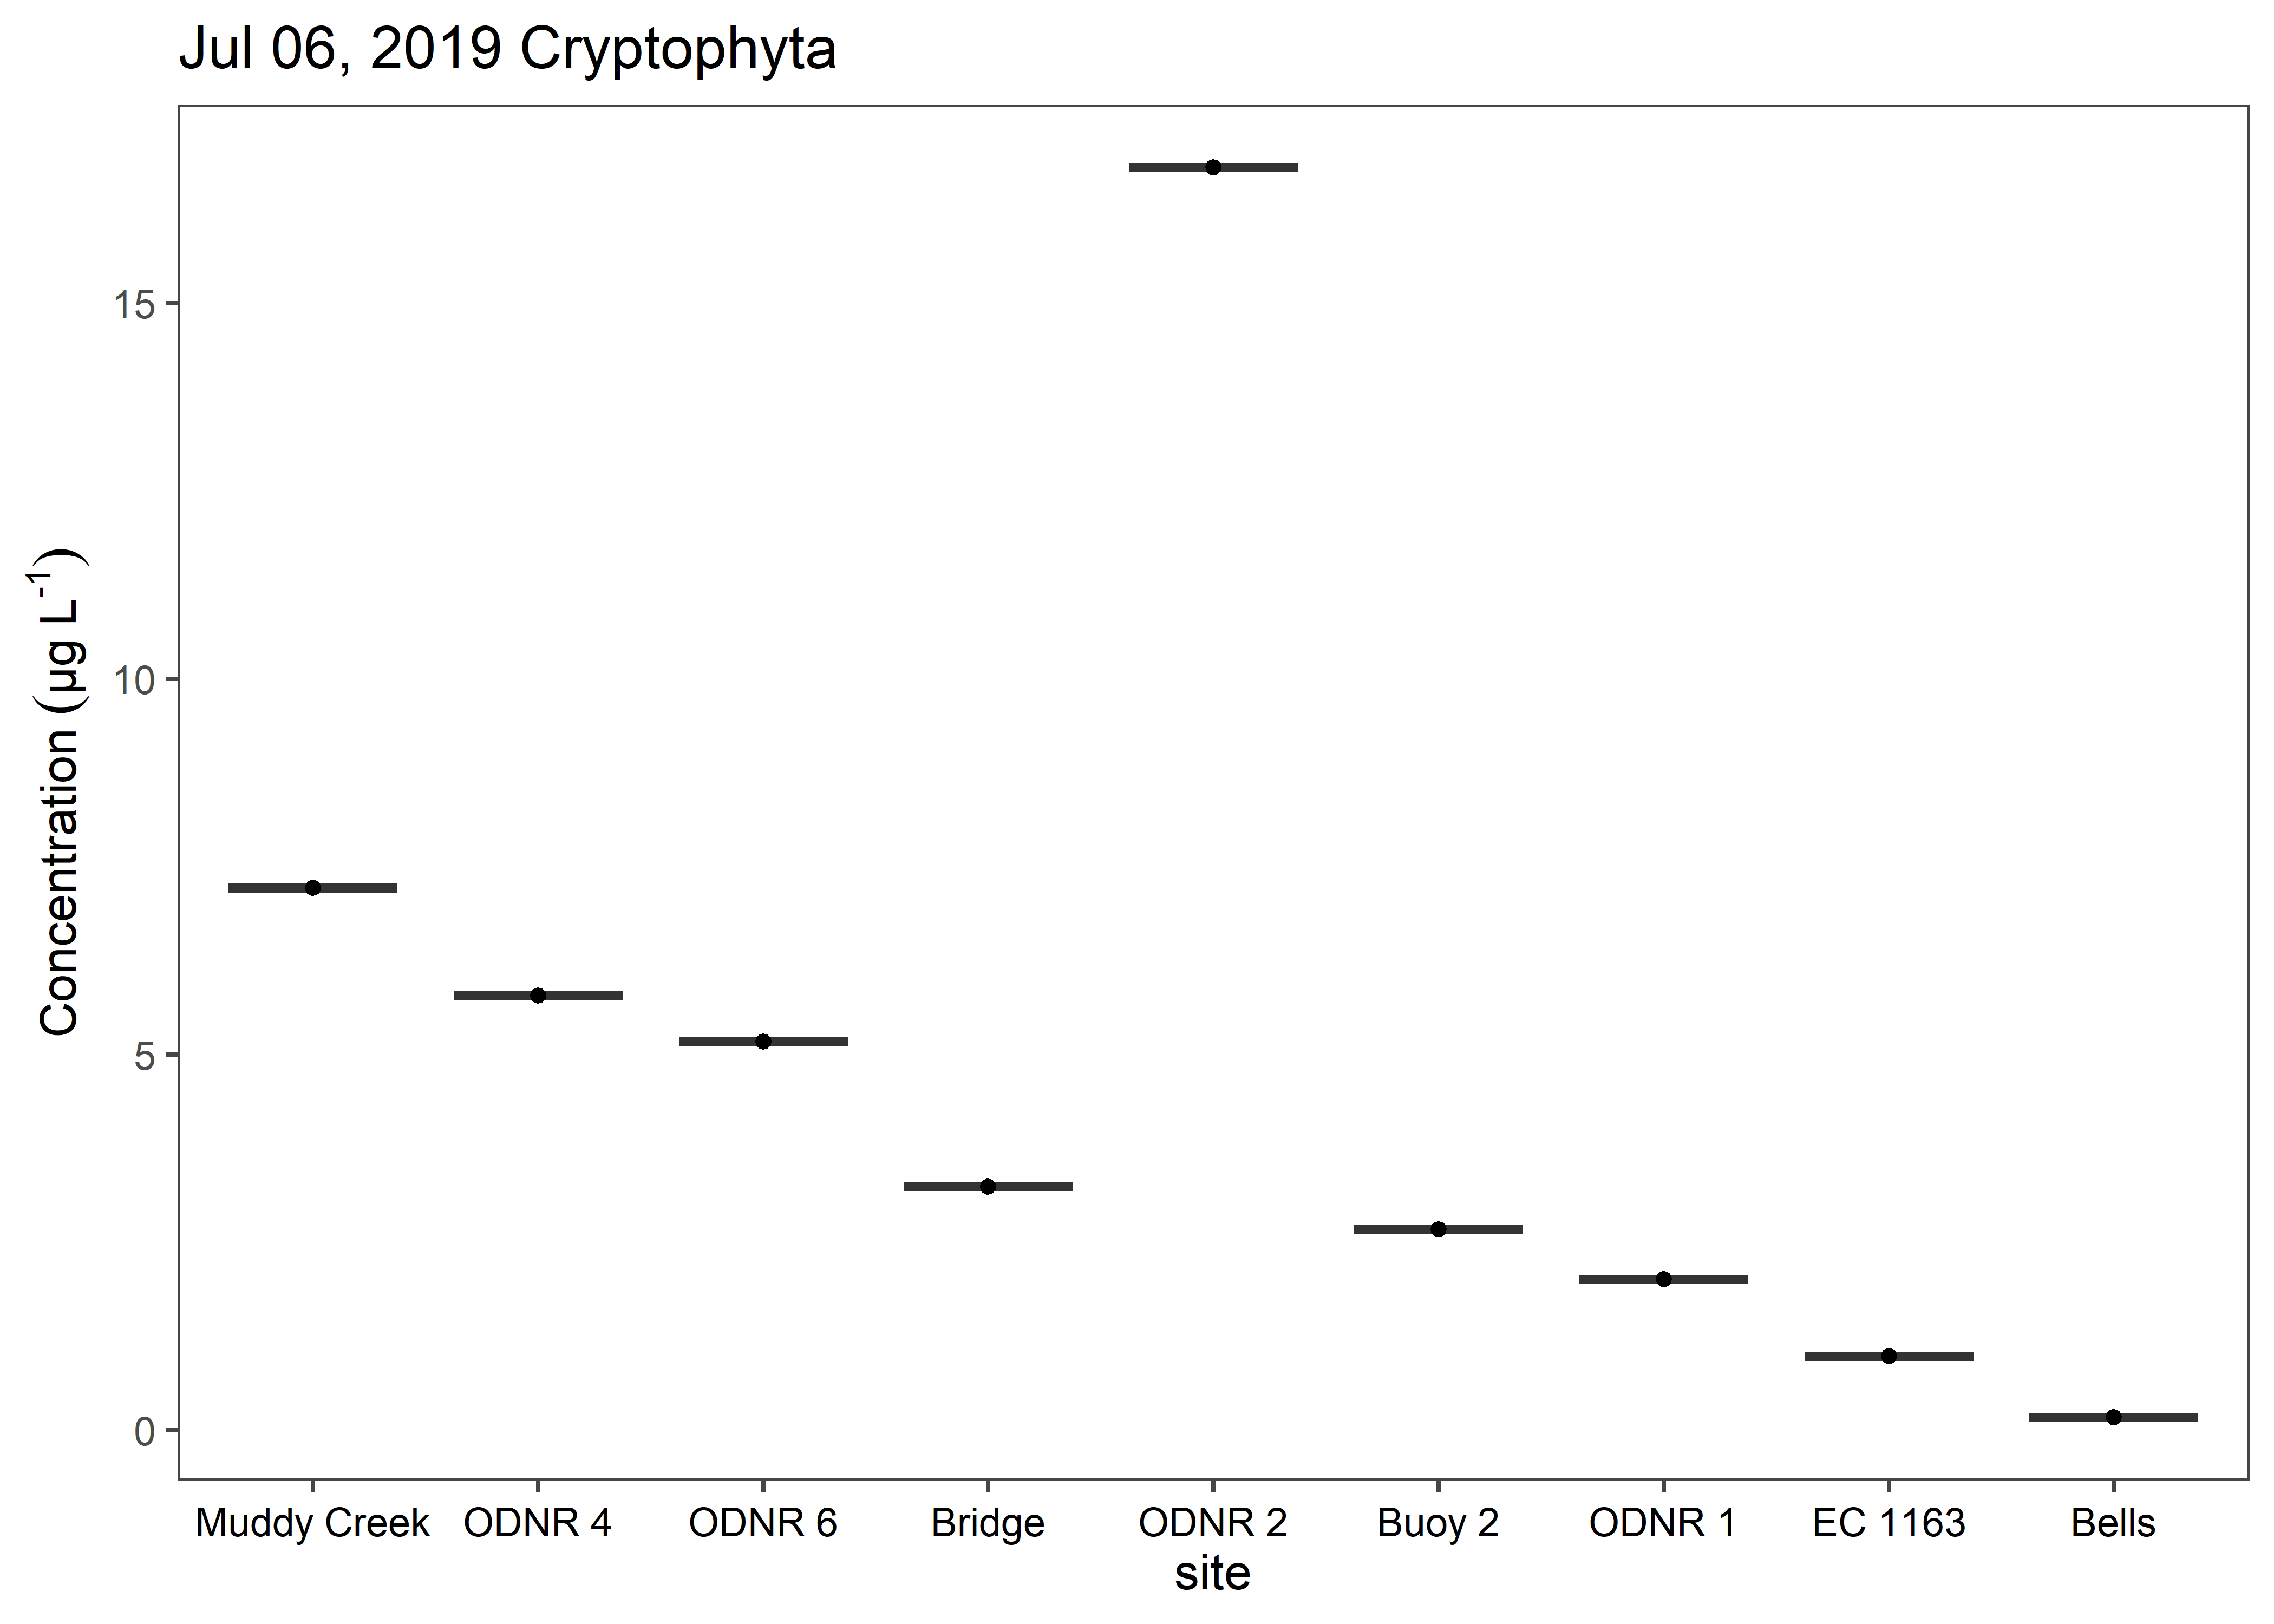 Jul 06, 2019 Cryptophyta
Concentration (µg L⁻¹)
15
10
5
0
Muddy Creek ODNR 4 ODNR 6 Bridge ODNR 2 Buoy 2 ODNR 1 EC 1163 Bells
site